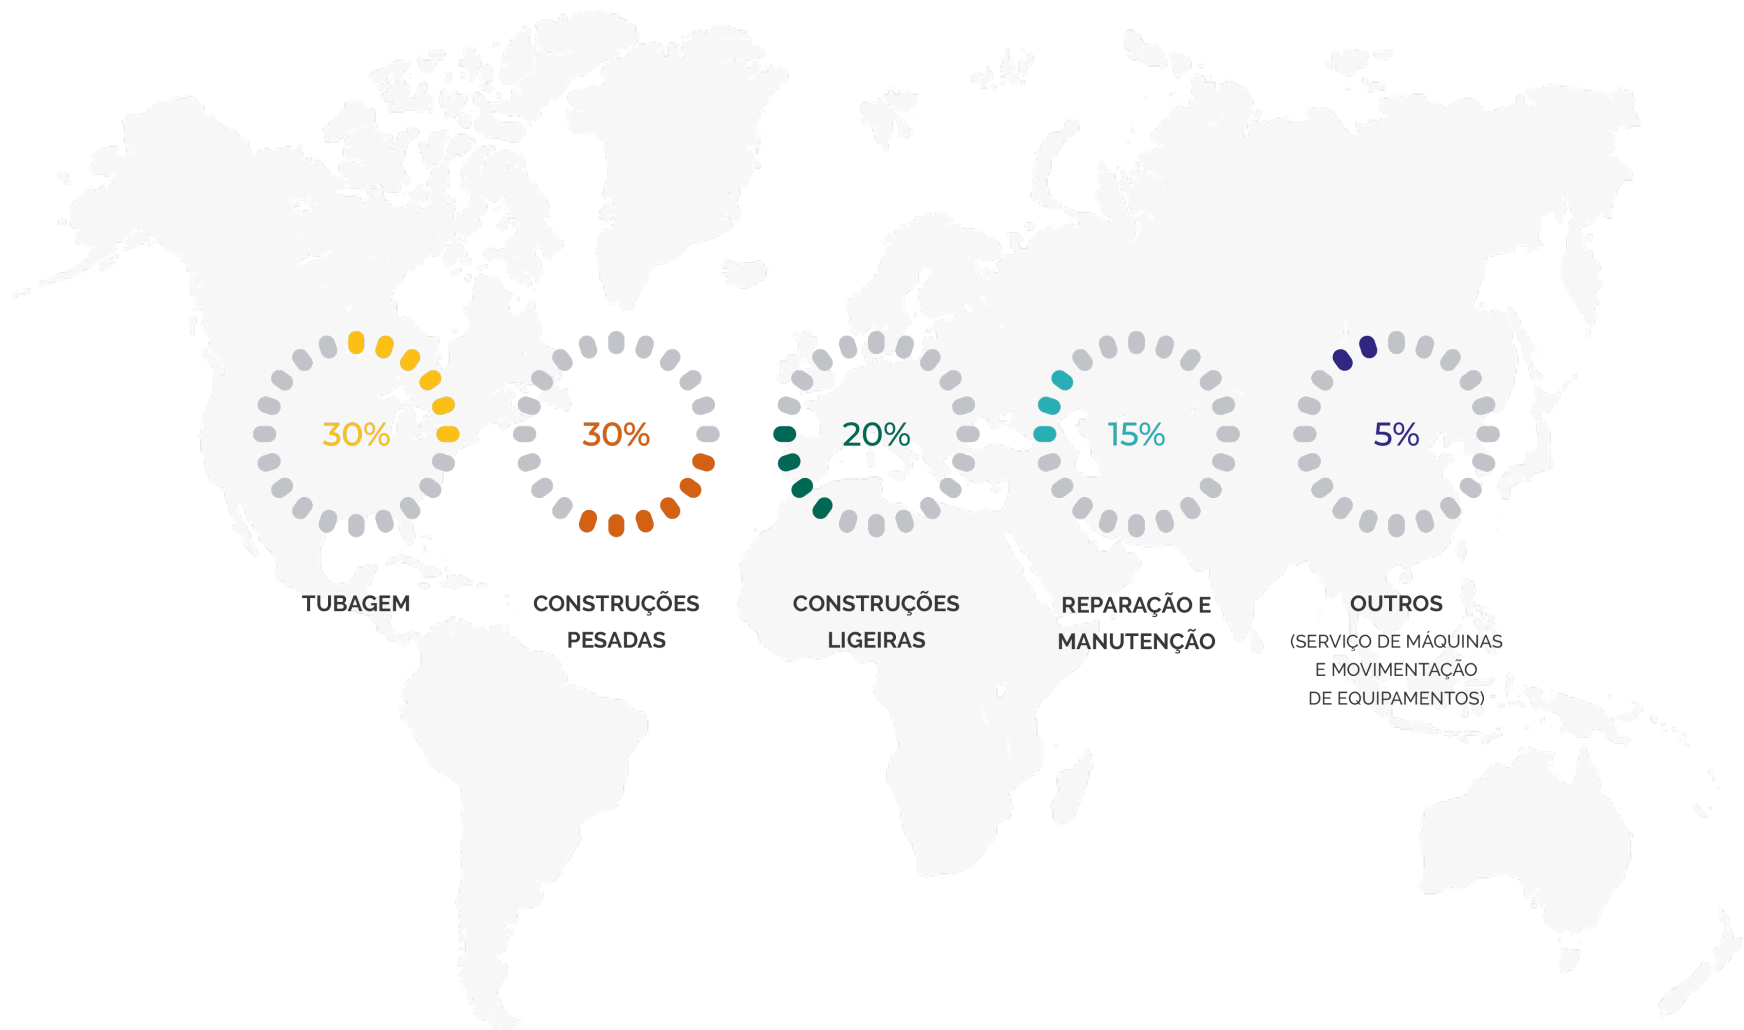 30%
30%
20%
15%
5%
TUBAGEM
CONSTRUÇÕES
PESADAS
CONSTRUÇÕES
LIGEIRAS
REPARAÇÃO E
MANUTENÇÃO
OUTROS
(SERVIÇO DE MÁQUINAS
E MOVIMENTAÇÃO
DE EQUIPAMENTOS)